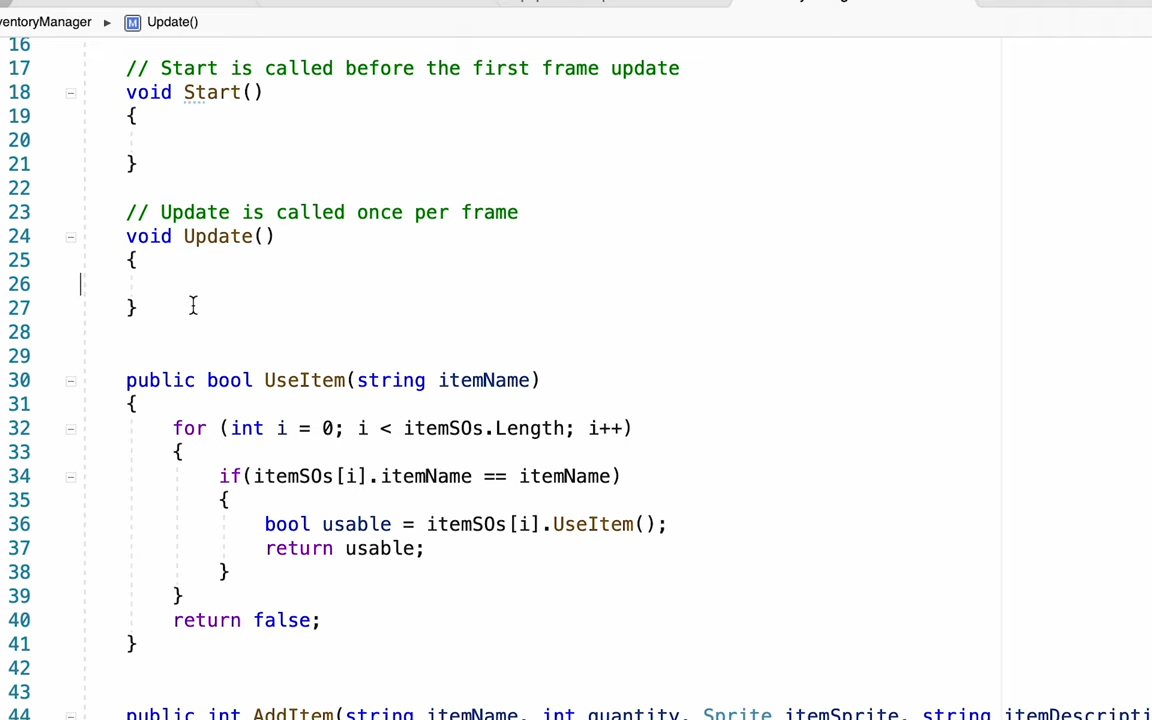 ventoryManager ▶ M Update()
16
17 // Start is called before the first frame update
18 void Start()
19 {
20
21 }
22
23 // Update is called once per frame
24 void Update()
25 {
26
27 }
28
29
30 public bool UseItem(string itemName)
31 {
32 for (int i = 0; i < itemSOs.Length; i++)
33 {
34 if(itemSOs[i].itemName == itemName)
35 {
36 bool usable = itemSOs[i].UseItem();
37 return usable;
38 }
39 }
40 return false;
41 }
42
43
44 public int AddItem(string itemName, int quantity, Sprite itemSprite, string itemDescripti